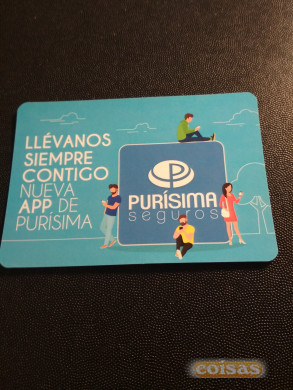 LLÉVANOS
SIEMPRE
CONTIGO
NUEVA
APP DE
PURÍSIMA
P
PURÍSIMA
seguros
coisas